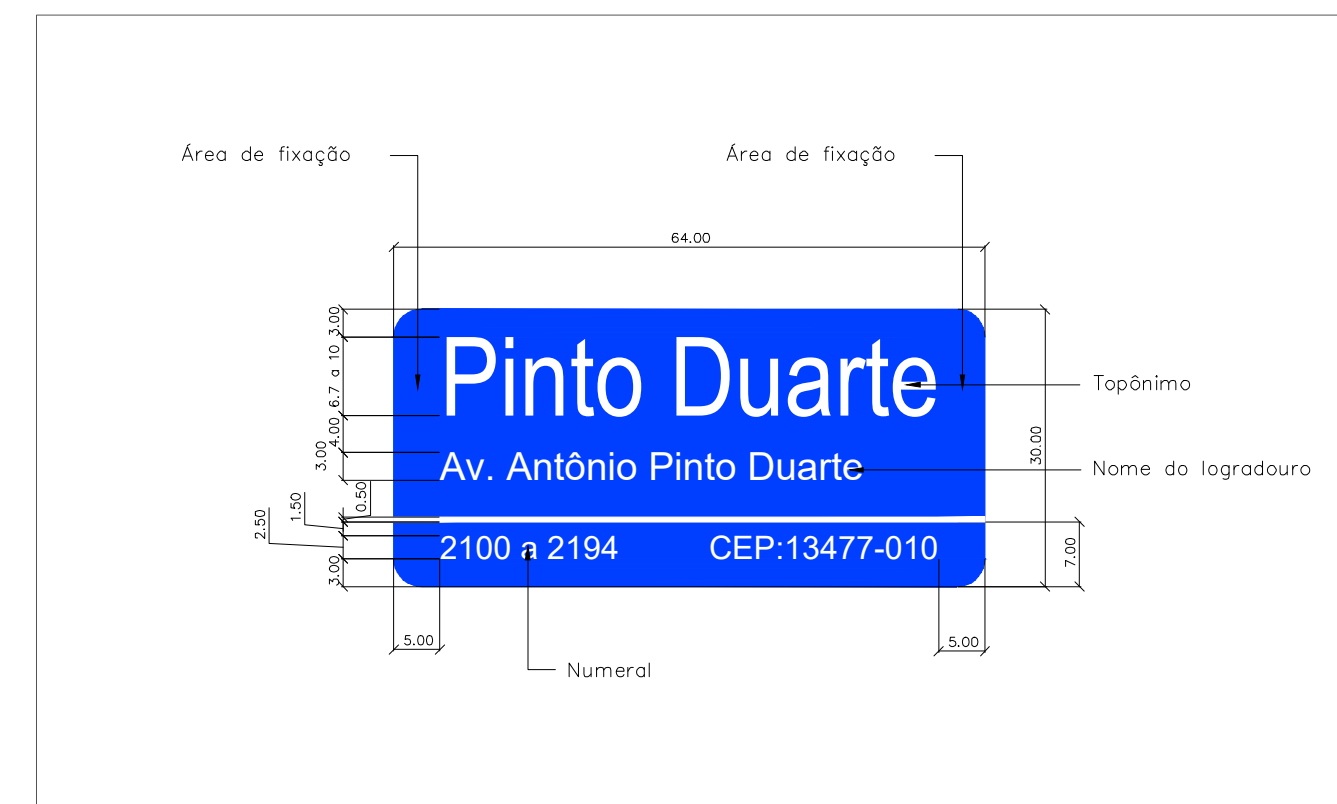 Área de fixação
Área de fixação
64.00
3.00
6.7 a 10
4.00
3.00
0.50
1.50
2.50
3.00
Pinto Duarte
Topônimo
30.00
Av. Antônio Pinto Duarte
Nome do logradouro
2100 a 2194 CEP:13477-010
7.00
5.00
5.00
Numeral